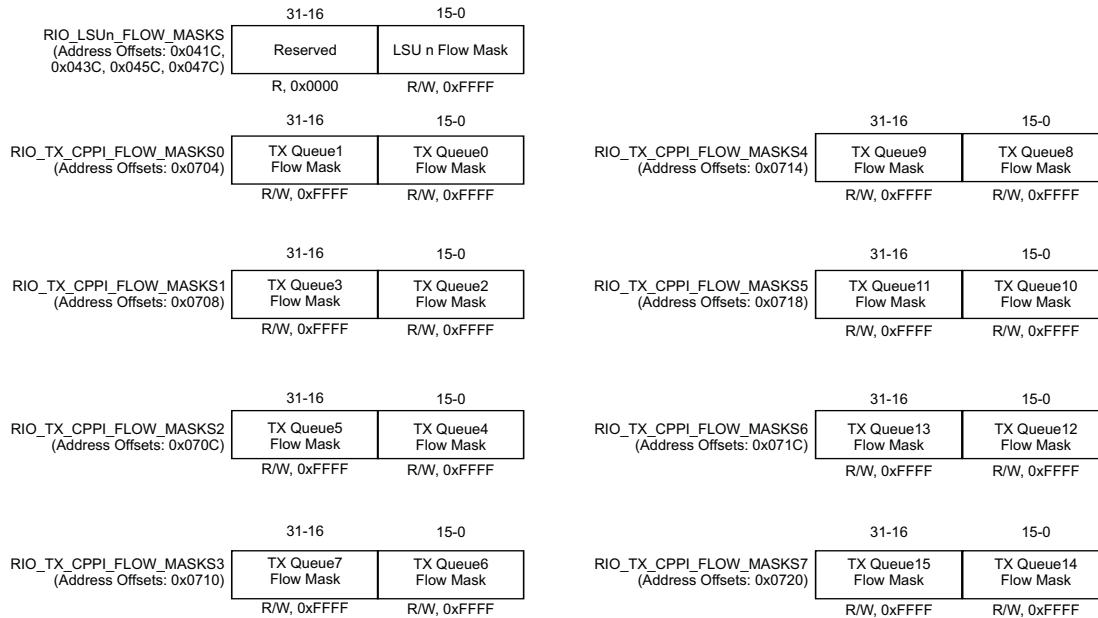 31-16 15-0
RIO_LSUn_FLOW_MASKS
(Address Offsets: 0x041C,
0x043C, 0x045C, 0x047C)
Reserved LSU n Flow Mask
R, 0x0000 R/W, 0xFFFF
31-16 15-0
RIO_TX_CPPI_FLOW_MASKS0
(Address Offsets: 0x0704)
TX Queue1
Flow Mask
TX Queue0
Flow Mask
R/W, 0xFFFF R/W, 0xFFFF
31-16 15-0
RIO_TX_CPPI_FLOW_MASKS4
(Address Offsets: 0x0714)
TX Queue9
Flow Mask
TX Queue8
Flow Mask
R/W, 0xFFFF R/W, 0xFFFF
31-16 15-0
RIO_TX_CPPI_FLOW_MASKS1
(Address Offsets: 0x0708)
TX Queue3
Flow Mask
TX Queue2
Flow Mask
R/W, 0xFFFF R/W, 0xFFFF
31-16 15-0
RIO_TX_CPPI_FLOW_MASKS5
(Address Offsets: 0x0718)
TX Queue11
Flow Mask
TX Queue10
Flow Mask
R/W, 0xFFFF R/W, 0xFFFF
31-16 15-0
RIO_TX_CPPI_FLOW_MASKS2
(Address Offsets: 0x070C)
TX Queue5
Flow Mask
TX Queue4
Flow Mask
R/W, 0xFFFF R/W, 0xFFFF
31-16 15-0
RIO_TX_CPPI_FLOW_MASKS6
(Address Offsets: 0x071C)
TX Queue13
Flow Mask
TX Queue12
Flow Mask
R/W, 0xFFFF R/W, 0xFFFF
31-16 15-0
RIO_TX_CPPI_FLOW_MASKS3
(Address Offsets: 0x0710)
TX Queue7
Flow Mask
TX Queue6
Flow Mask
R/W, 0xFFFF R/W, 0xFFFF
31-16 15-0
RIO_TX_CPPI_FLOW_MASKS7
(Address Offsets: 0x0720)
TX Queue15
Flow Mask
TX Queue14
Flow Mask
R/W, 0xFFFF R/W, 0xFFFF